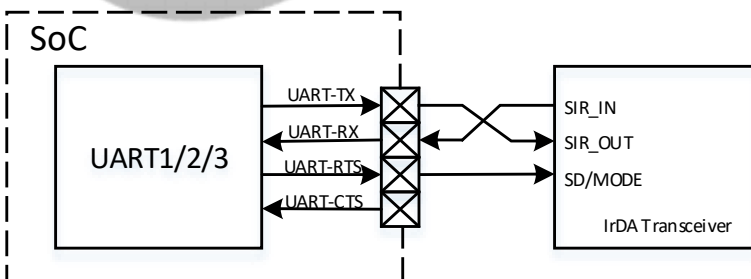 SoC
UART1/2/3
UART-TX
UART-RX
UART-RTS
UART-CTS
SIR_IN
SIR_OUT
SD/MODE
IrDA Transceiver